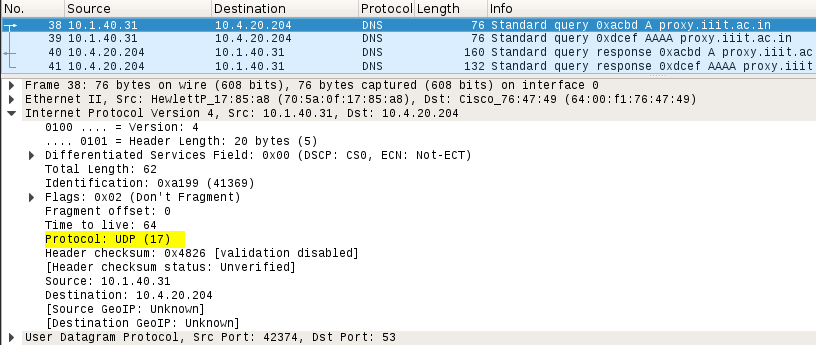 No. Source Destination Protocol Length Info
38 10.1.40.31 10.4.20.204 DNS 76 Standard query 0xacbd A proxy.iiit.ac.in
39 10.1.40.31 10.4.20.204 DNS 76 Standard query 0xdcef AAAA proxy.iiit.ac.in
40 10.4.20.204 10.1.40.31 DNS 160 Standard query response 0xacbd A proxy.iiit.ac
41 10.4.20.204 10.1.40.31 DNS 132 Standard query response 0xdcef AAAA proxy.iiit
Frame 38: 76 bytes on wire (608 bits), 76 bytes captured (608 bits) on interface 0
Ethernet II, Src: HewlettP_17:85:a8 (70:5a:0f:17:85:a8), Dst: Cisco_76:47:49 (64:00:f1:76:47:49)
Internet Protocol Version 4, Src: 10.1.40.31, Dst: 10.4.20.204
0100 .... = Version: 4
.... 0101 = Header Length: 20 bytes (5)
Differentiated Services Field: 0x00 (DSCP: CS0, ECN: Not-ECT)
Total Length: 62
Identification: 0xa199 (41369)
Flags: 0x02 (Don't Fragment)
Fragment offset: 0
Time to live: 64
Protocol: UDP (17)
Header checksum: 0x4826 [validation disabled]
[Header checksum status: Unverified]
Source: 10.1.40.31
Destination: 10.4.20.204
[Source GeoIP: Unknown]
[Destination GeoIP: Unknown]
User Datagram Protocol, Src Port: 42374, Dst Port: 53